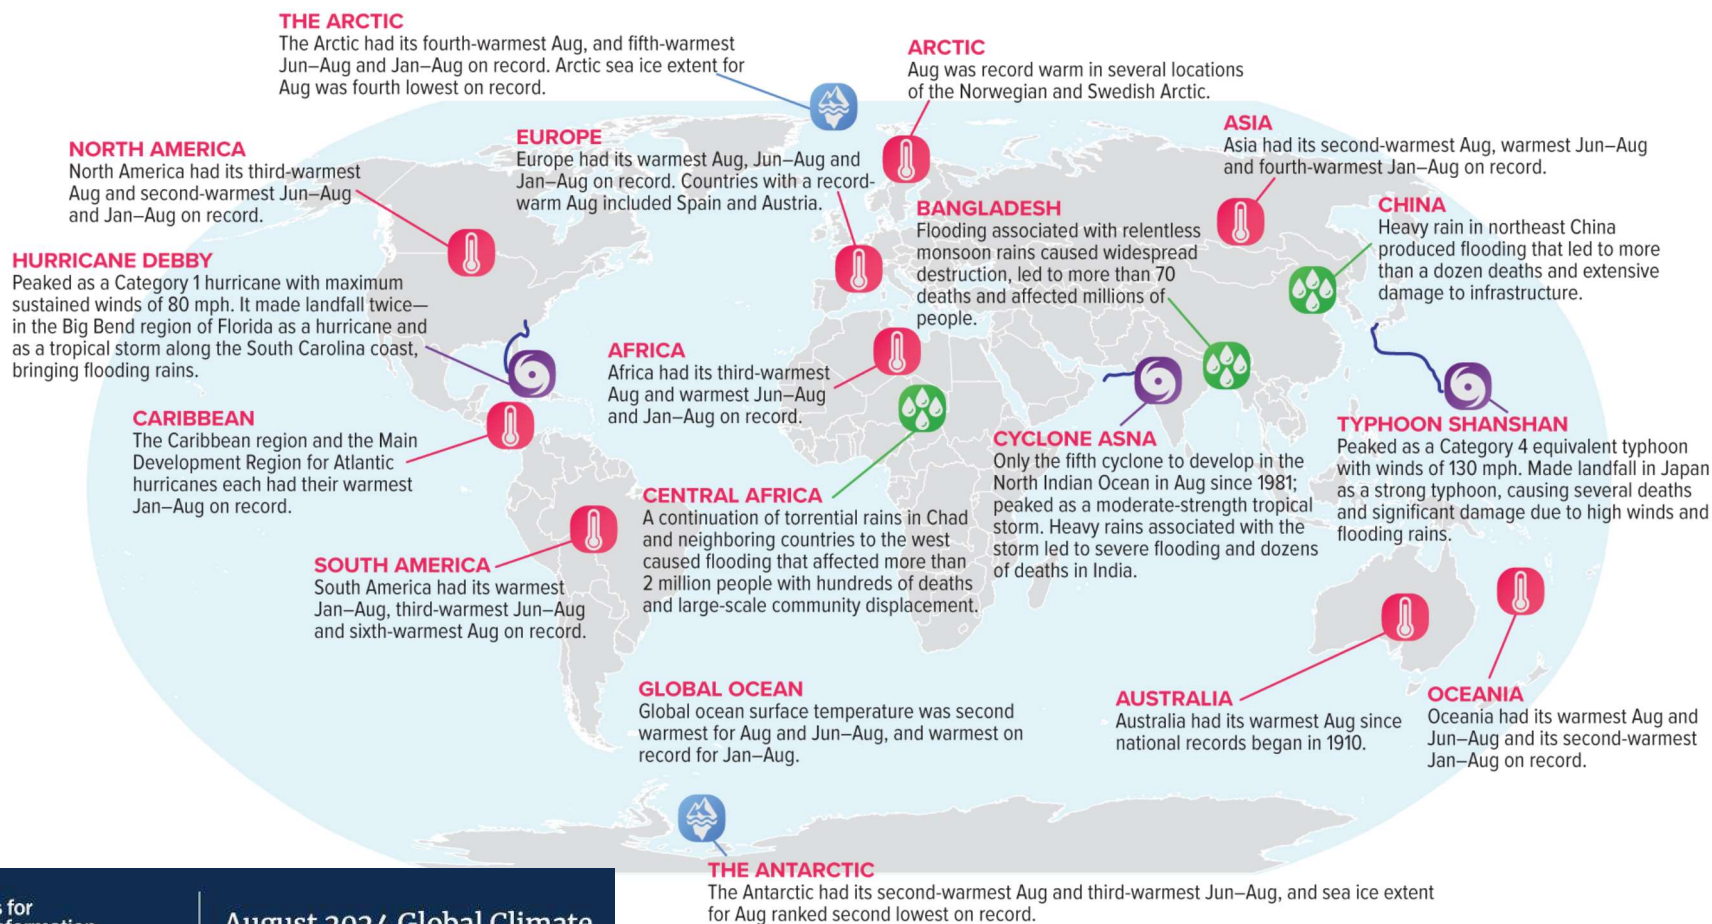 THE ARCTIC
The Arctic had its fourth-warmest Aug, and fifth-warmest
Jun–Aug and Jan–Aug on record. Arctic sea ice extent for
Aug was fourth lowest on record.
ARCTIC
Aug was record warm in several locations
of the Norwegian and Swedish Arctic.
NORTH AMERICA
North America had its third-warmest
Aug and second-warmest Jun–Aug
and Jan–Aug on record.
EUROPE
Europe had its warmest Aug, Jun–Aug and
Jan–Aug on record. Countries with a record-
warm Aug included Spain and Austria.
ASIA
Asia had its second-warmest Aug, warmest Jun–Aug
and fourth-warmest Jan–Aug on record.
BANGLADESH
Flooding associated with relentless
monsoon rains caused widespread
destruction, led to more than 70
deaths and affected millions of
people.
CHINA
Heavy rain in northeast China
produced flooding that led to more
than a dozen deaths and extensive
damage to infrastructure.
HURRICANE DEBBY
Peaked as a Category 1 hurricane with maximum
sustained winds of 80 mph. It made landfall twice—
in the Big Bend region of Florida as a hurricane and
as a tropical storm along the South Carolina coast,
bringing flooding rains.
AFRICA
Africa had its third-warmest
Aug and warmest Jun–Aug
and Jan–Aug on record.
CARIBBEAN
The Caribbean region and the Main
Development Region for Atlantic
hurricanes each had their warmest
Jan–Aug on record.
CYCLONE ASNA
Only the fifth cyclone to develop in the
North Indian Ocean in Aug since 1981;
peaked as a moderate-strength tropical
storm. Heavy rains associated with the
storm led to severe flooding and dozens
of deaths in India.
TYPHOON SHANSHAN
Peaked as a Category 4 equivalent typhoon
with winds of 130 mph. Made landfall in Japan
as a strong typhoon, causing several deaths
and significant damage due to high winds and
flooding rains.
CENTRAL AFRICA
A continuation of torrential rains in Chad
and neighboring countries to the west
caused flooding that affected more than
2 million people with hundreds of deaths
and large-scale community displacement.
SOUTH AMERICA
South America had its warmest
Jan–Aug, third-warmest Jun–Aug
and sixth-warmest Aug on record.
GLOBAL OCEAN
Global ocean surface temperature was second
warmest for Aug and Jun–Aug, and warmest on
record for Jan–Aug.
AUSTRALIA
Australia had its warmest Aug since
national records began in 1910.
OCEANIA
Oceania had its warmest Aug and
Jun–Aug and its second-warmest
Jan–Aug on record.
THE ANTARCTIC
The Antarctic had its second-warmest Aug and third-warmest Jun–Aug, and sea ice extent
for Aug ranked second lowest on record.
for
August 2024 Global Climate